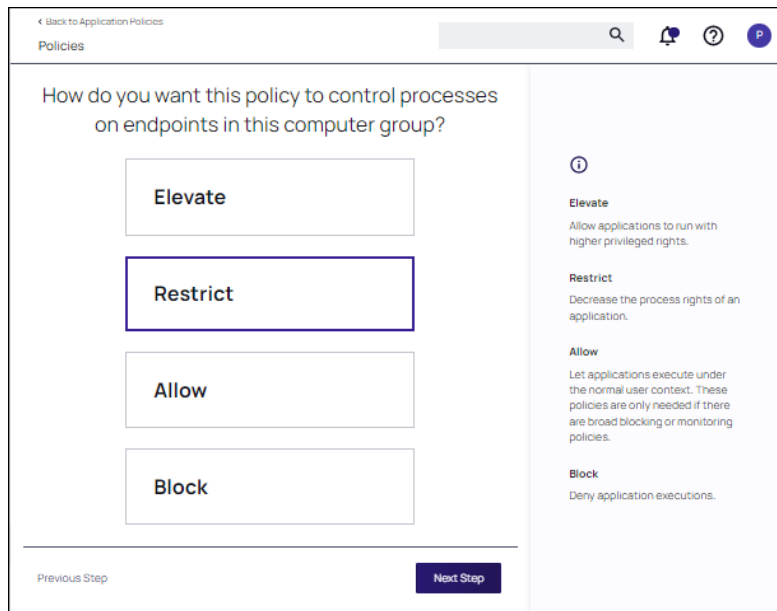 Back to Application Policies
Policies
P
How do you want this policy to control processes
on endpoints in this computer group?
Elevate
Restrict
Allow
Block
Previous Step
Next Step
Elevate
Allow applications to run with
higher privileged rights.
Restrict
Decrease the process rights of an
application.
Allow
Let applications execute under
the normal user context. These
policies are only needed if there
are broad blocking or monitoring
policies.
Block
Deny application executions.